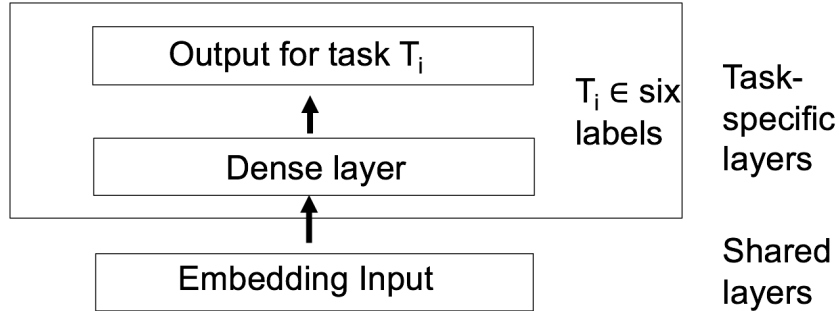 Output for task Ti
Ti ∈ six
labels
Task-
specific
layers
Dense layer
Embedding Input
Shared
layers